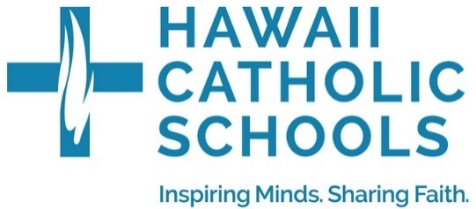 HAWAII
CATHOLIC
SCHOOLS
Inspiring Minds. Sharing Faith.